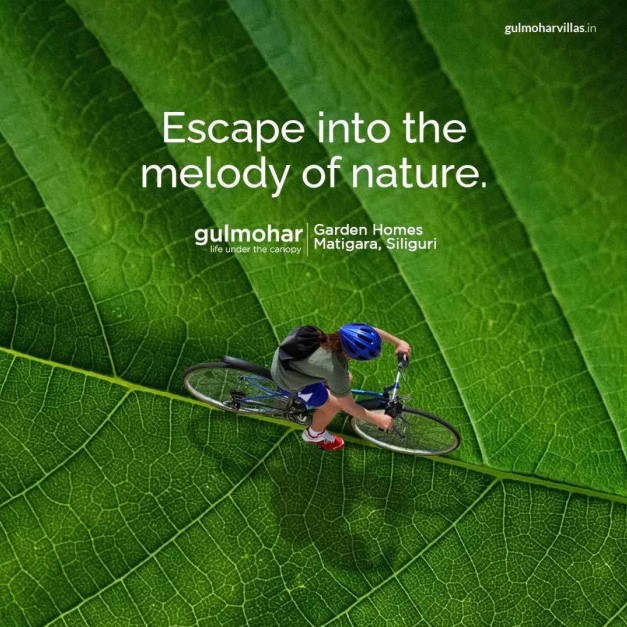 gulmoharvillas.in
Escape into the
melody of nature.
gulmohar
life under the canopy
Garden Homes
Matigara, Siliguri